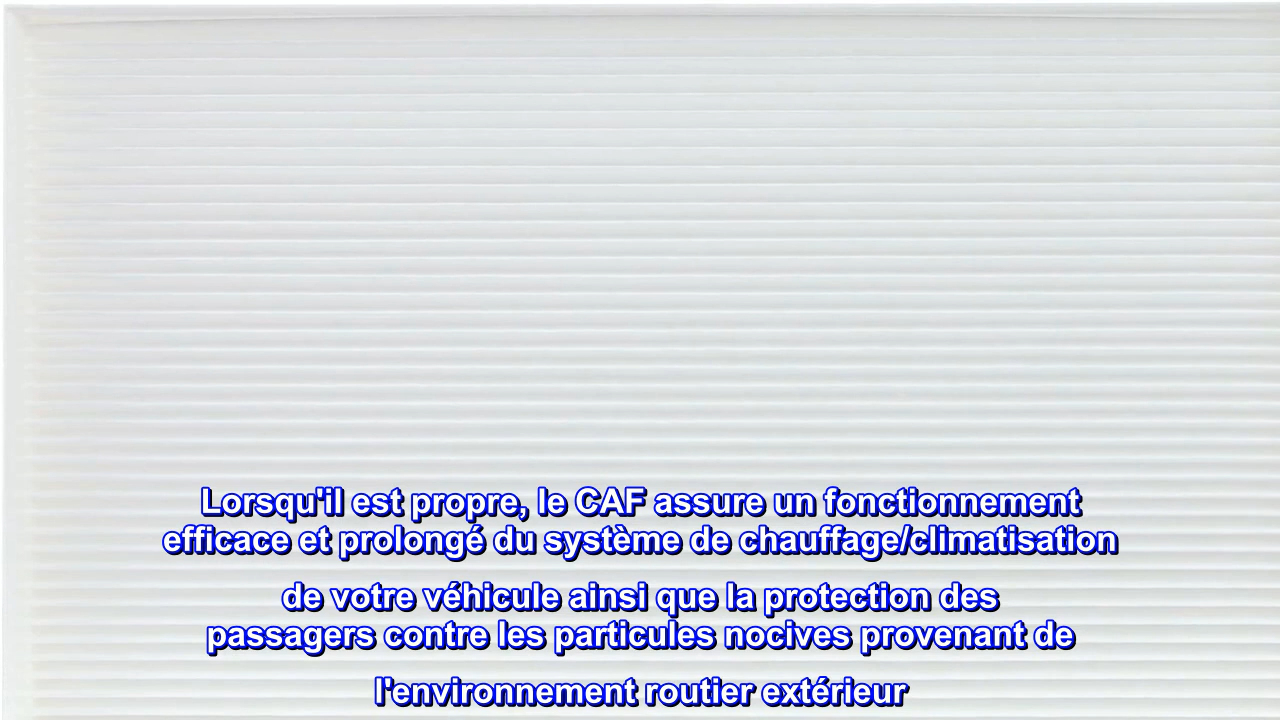 Lorsqu'il est propre, le CAF assure un fonctionnement
efficace et prolongé du système de chauffage/climatisation
de votre véhicule ainsi que la protection des
passagers contre les particules nocives provenant de
l'environnement routier extérieur